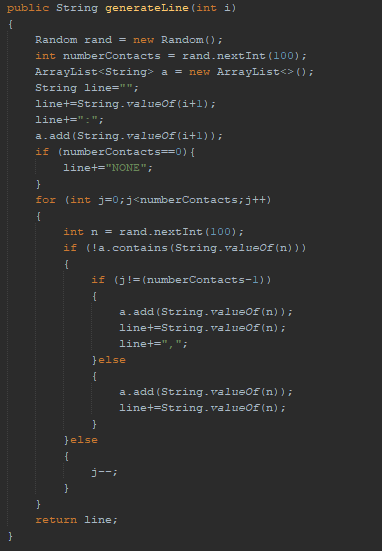 public String generateLine(int i)
{
    Random rand = new Random();
    int numberContacts = rand.nextInt(100);
    ArrayList<String> a = new ArrayList<>();
    String line="";
    line+=String.valueOf(i+1);
    line+=":";
    a.add(String.valueOf(i+1));
    if (numberContacts==0){
        line+="NONE";
    }
    for (int j=0;j<numberContacts;j++)
    {
        int n = rand.nextInt(100);
        if (!a.contains(String.valueOf(n)))
        {
            if (j!=(numberContacts-1))
            {
                a.add(String.valueOf(n));
                line+=String.valueOf(n);
                line+=",";
            }else
            {
                a.add(String.valueOf(n));
                line+=String.valueOf(n);
            }
        }else
        {
            j--;
        }
    }
    return line;
}